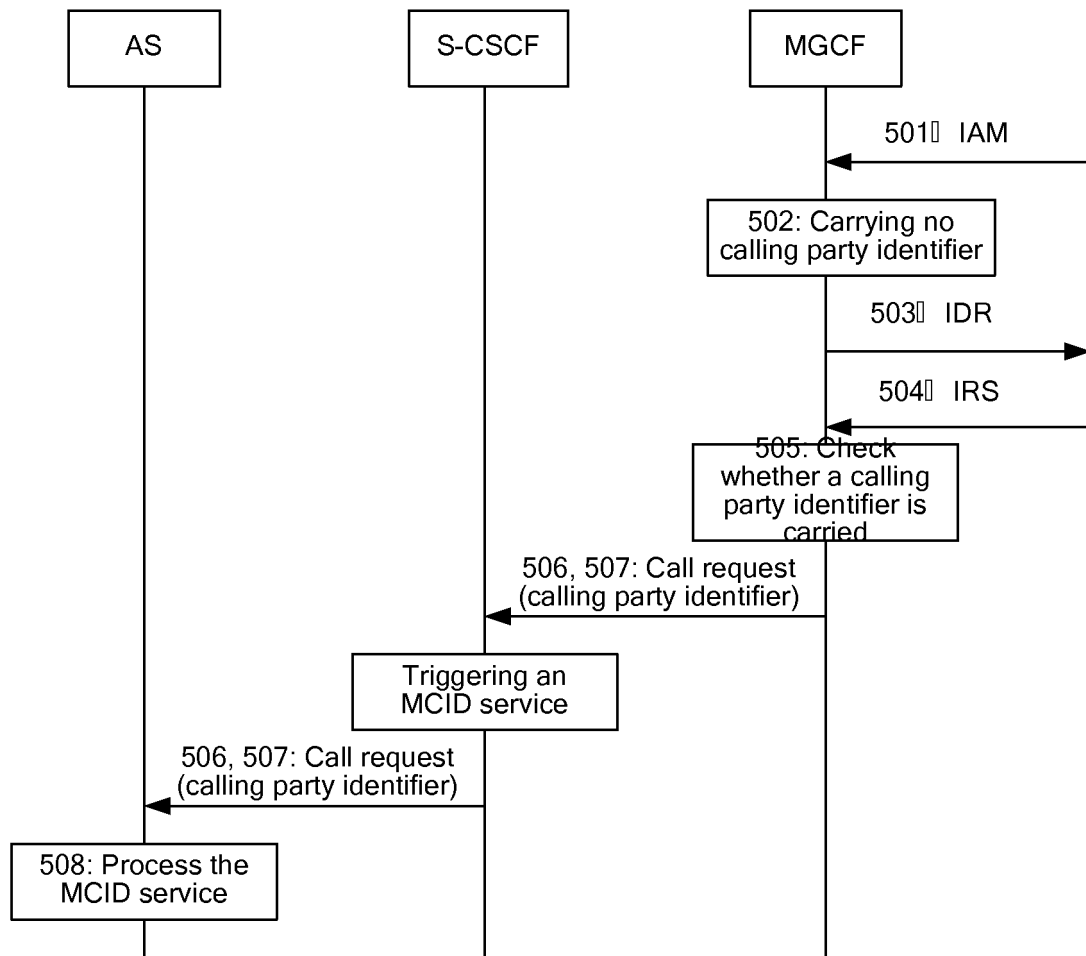 AS
S-CSCF
MGCF
501▯ IAM
502: Carrying no
calling party identifier
503▯ IDR
504▯ IRS
505: Check
whether a calling
party identifier is
carried
506, 507: Call request
(calling party identifier)
Triggering an
MCID service
506, 507: Call request
(calling party identifier)
508: Process the
MCID service